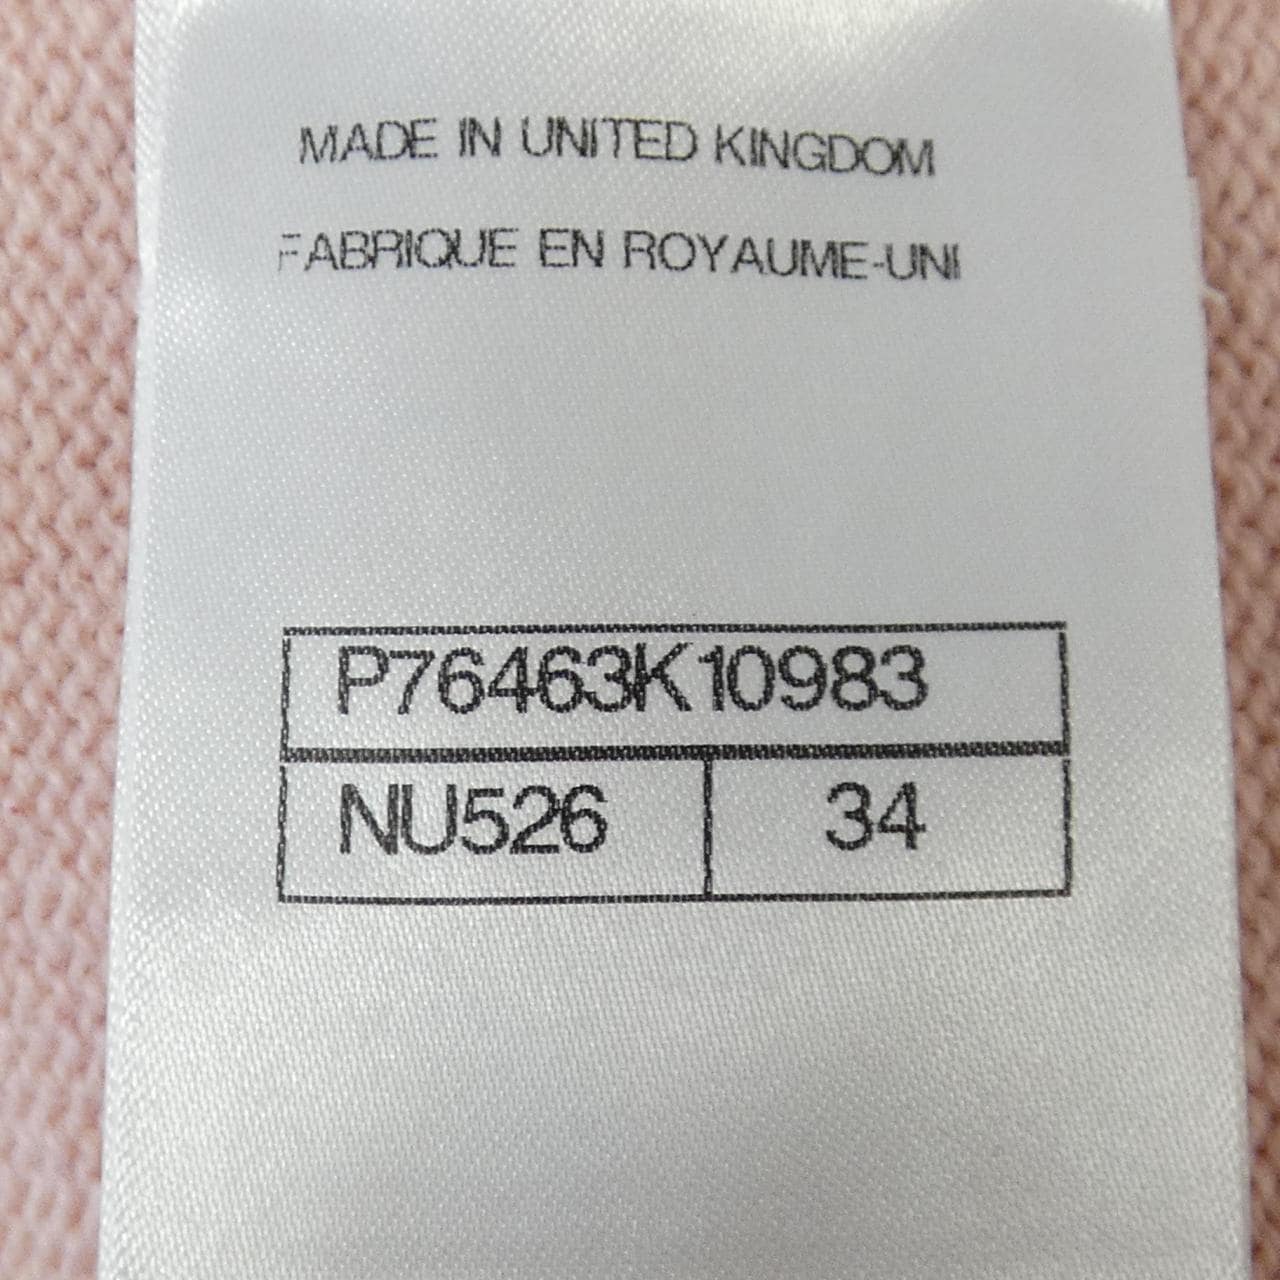 MADE IN UNITED KINGDOM
FABRIQUE EN ROYAUME-UNI
P76463K10983
NU526 34